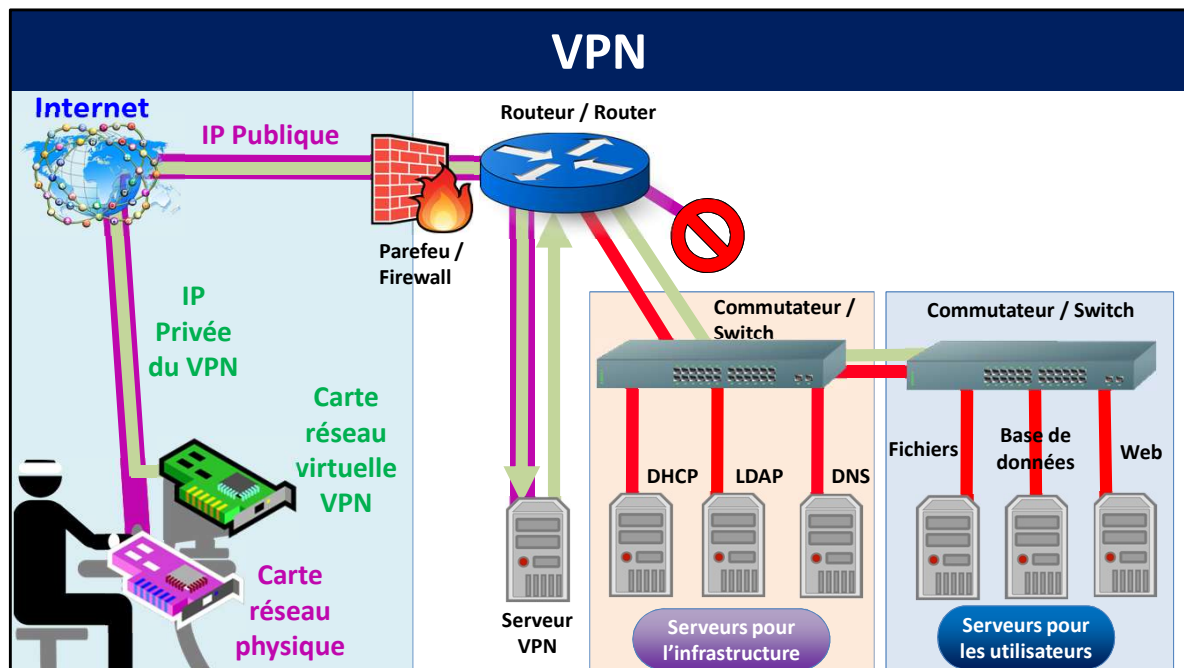 VPN
Internet
IP Publique
Routeur / Router
Parefeu /
Firewall
IP
Privée
du VPN
Carte
réseau
virtuelle
VPN
Carte
réseau
physique
Serveur
VPN
Commutateur /
Switch
DHCP
LDAP
DNS
Serveurs pour
l’infrastructure
Commutateur / Switch
Fichiers
Base de
données
Web
Serveurs pour
les utilisateurs